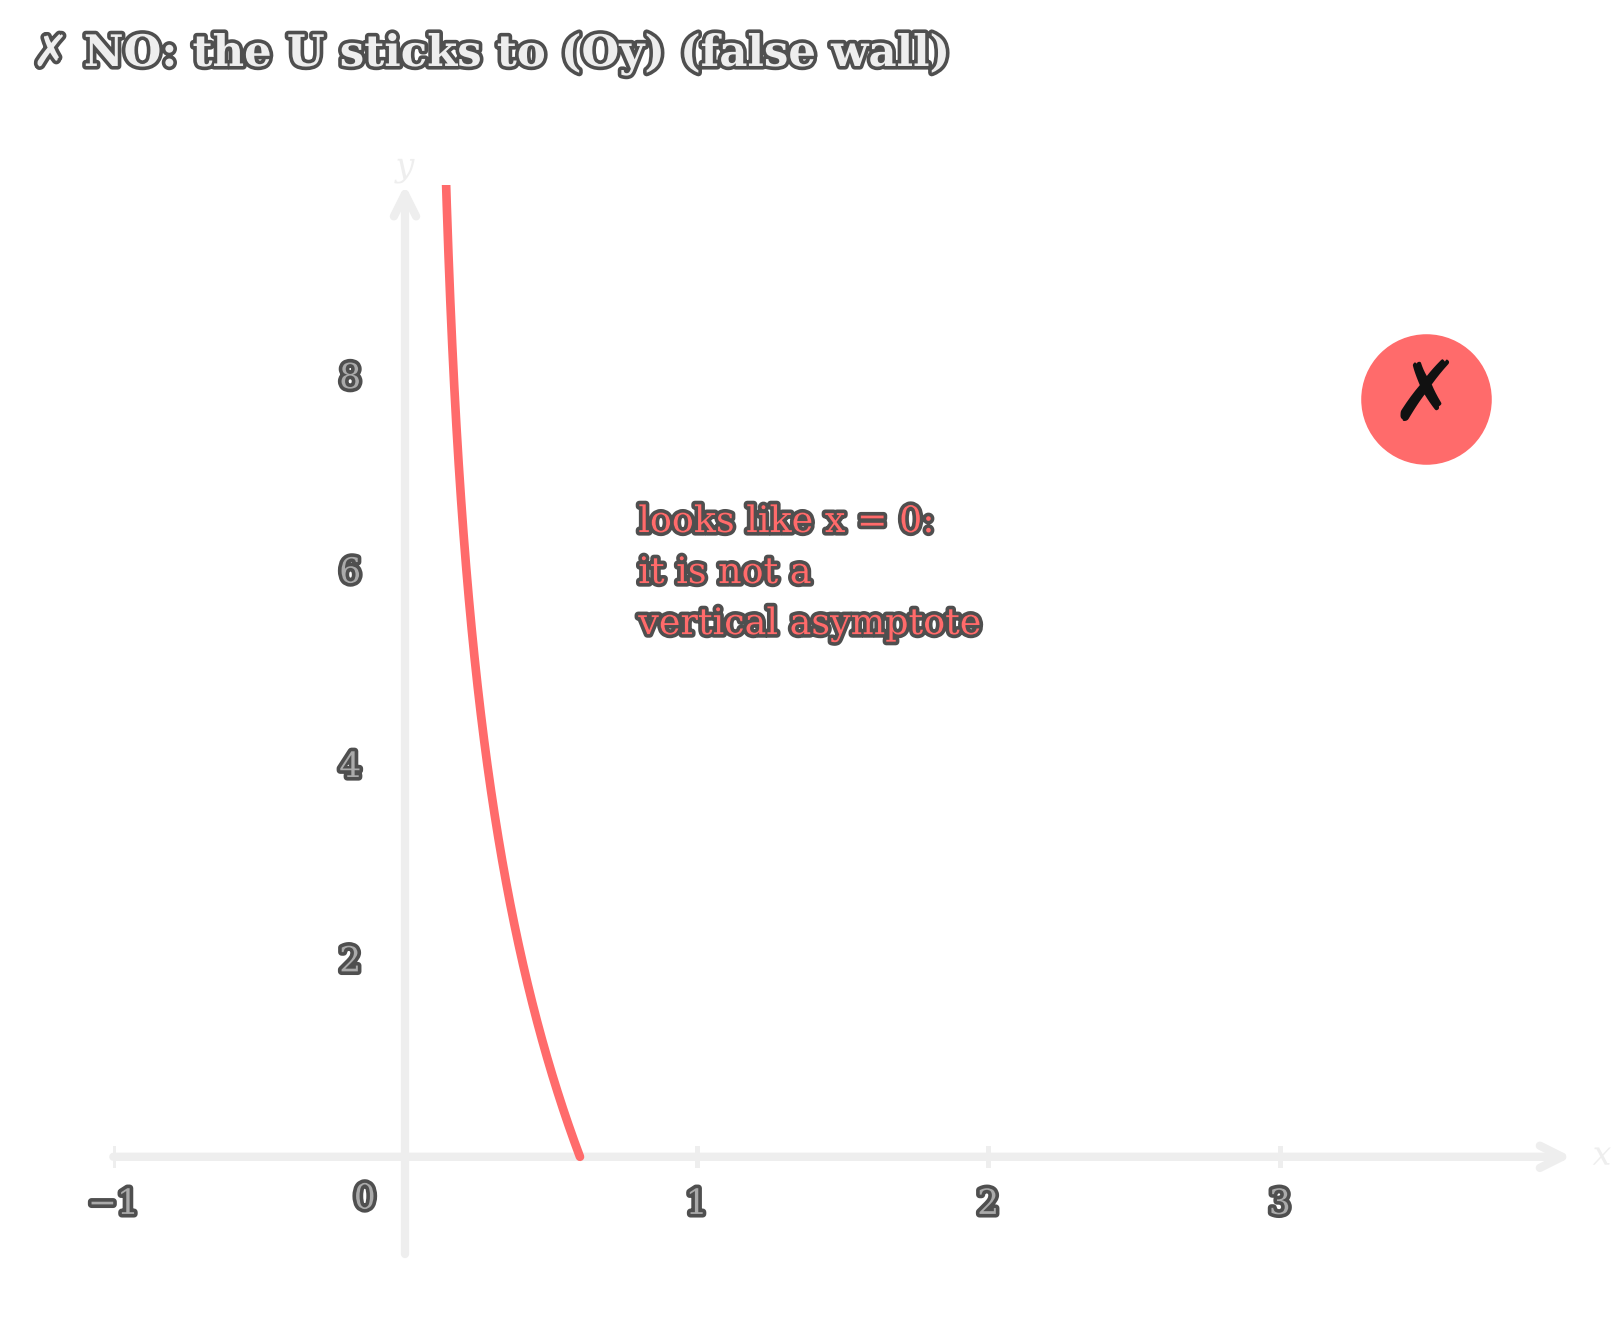 ✗ NO: the U sticks to (Oy) (false wall)
y
8
✗
looks like x = 0:
6
it is not a
vertical asymptote
4
2
x
−1
0
1
2
3